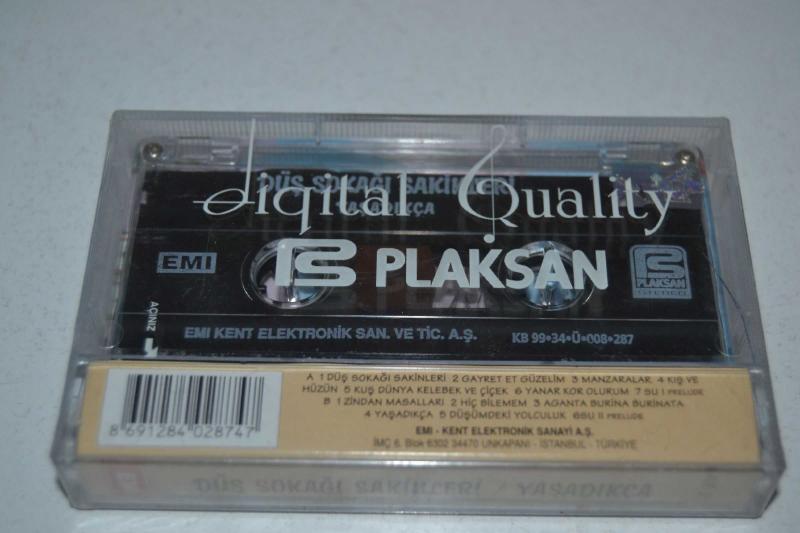 DÜŞ SOKAĞI SAKİNLERİ
YAŞADIKÇA
digital Quality
EMI
PLAKSAN
PLAKSAN
STEREO
AÇINIZ
EMI KENT ELEKTRONİK SAN. VE TİC. A.Ş.
KB 99•34•Ü•008•287
A 1 DÜŞ SOKAĞI SAKİNLERİ 2 GAYRET ET GÜZELİM 3 MANZARALAR 4 KIŞ VE
HÜZÜN 5 KUŞ DÜNYA KELEBEK VE ÇİÇEK 6 YANAR KOR OLURUM 7 SU I PRELUDE
B 1 ZİNDAN MASALLARI 2 HİÇ BİLEMEM 3 AGANTA BURİNA BURİNATA
4 YAŞADIKÇA 5 DÜŞÜMDEKİ YOLCULUK 6SU II PRELUDE
8 691284 028747
EMI - KENT ELEKTRONİK SANAYİ A.Ş.
İMÇ 6. Blok 6302 34470 UNKAPANI - İSTANBUL - TÜRKİYE
DÜŞ SOKAĞI SAKİNLERİ / YAŞADIKÇA